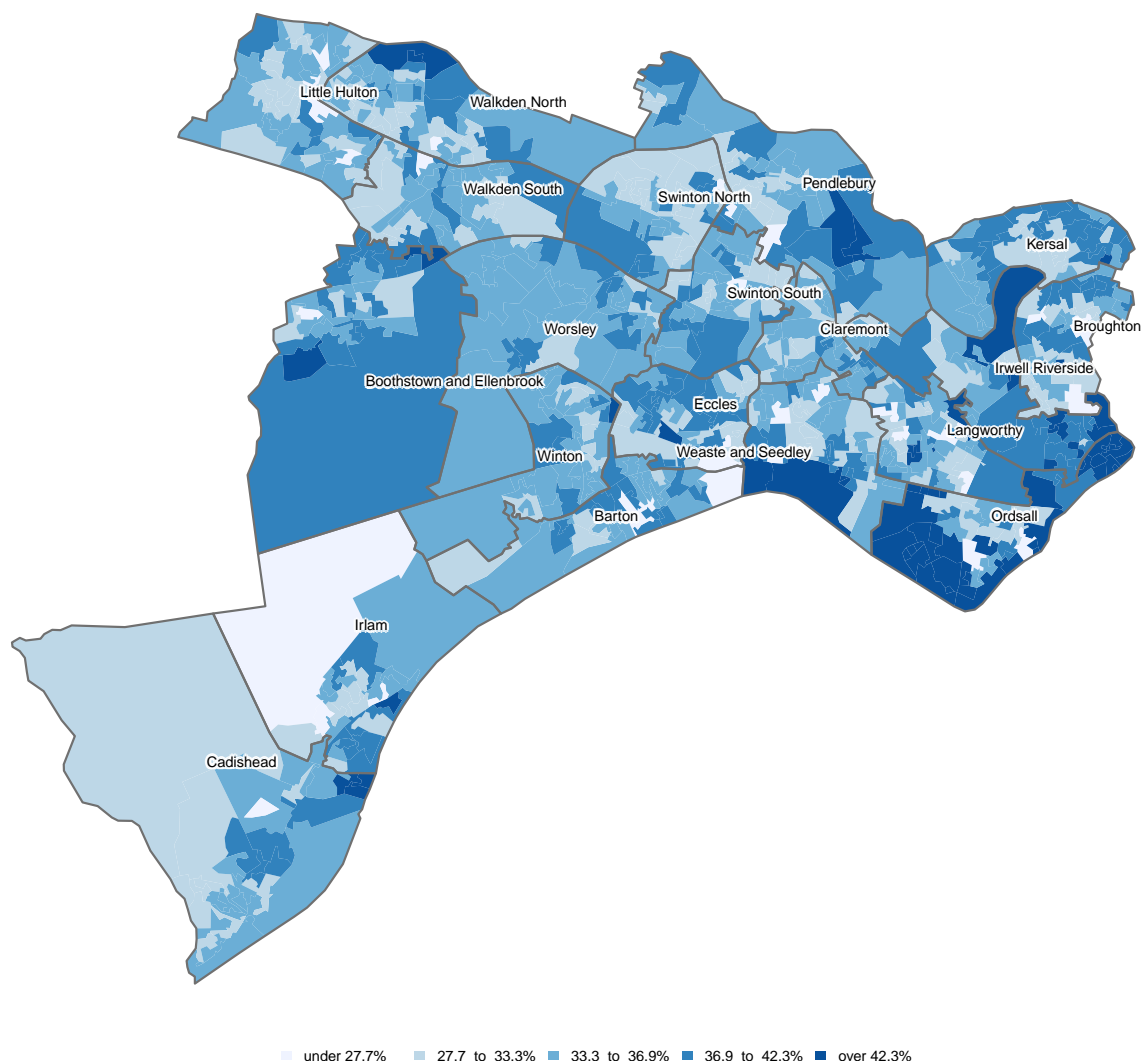 Little Hulton
Walkden North
Walkden South
Swinton North
Pendlebury
Kersal
Swinton South
Worsley
Claremont
Broughton
Irwell Riverside
Boothstown and Ellenbrook
Eccles
Langworthy
Winton
Weaste and Seedley
Barton
Ordsall
Irlam
Cadishead
under 27.7% 27.7 to 33.3% 33.3 to 36.9% 36.9 to 42.3% over 42.3%